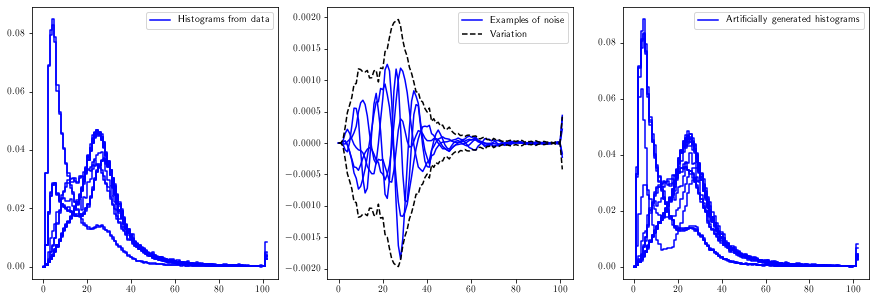 Histograms from data
0.08
0.06
0.04
0.02
0.00
0 20 40 60 80 100
Examples of noise
Variation
0.0020
0.0015
0.0010
0.0005
0.0000
−0.0005
−0.0010
−0.0015
−0.0020
0 20 40 60 80 100
Artificially generated histograms
0.08
0.06
0.04
0.02
0.00
0 20 40 60 80 100